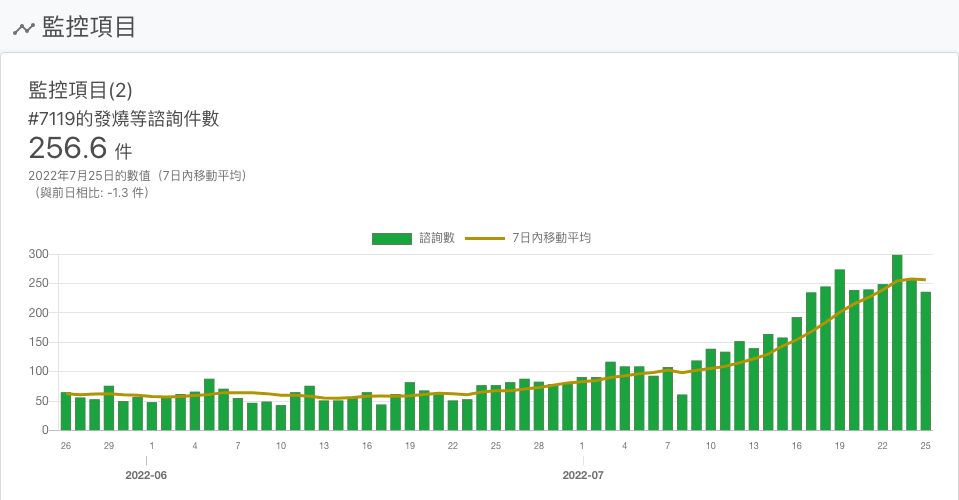 監控項目
監控項目(2)
#7119的發燒等諮詢件數
256.6 件
2022年7月25日的數值（7日內移動平均）
（與前日相比: -1.3 件）
諮詢數 7日內移動平均
300
250
200
150
100
50
0
26 29 1 4 7 10 13 16 19 22 25 28 1 4 7 10 13 16 19 22 25
2022-06 2022-07